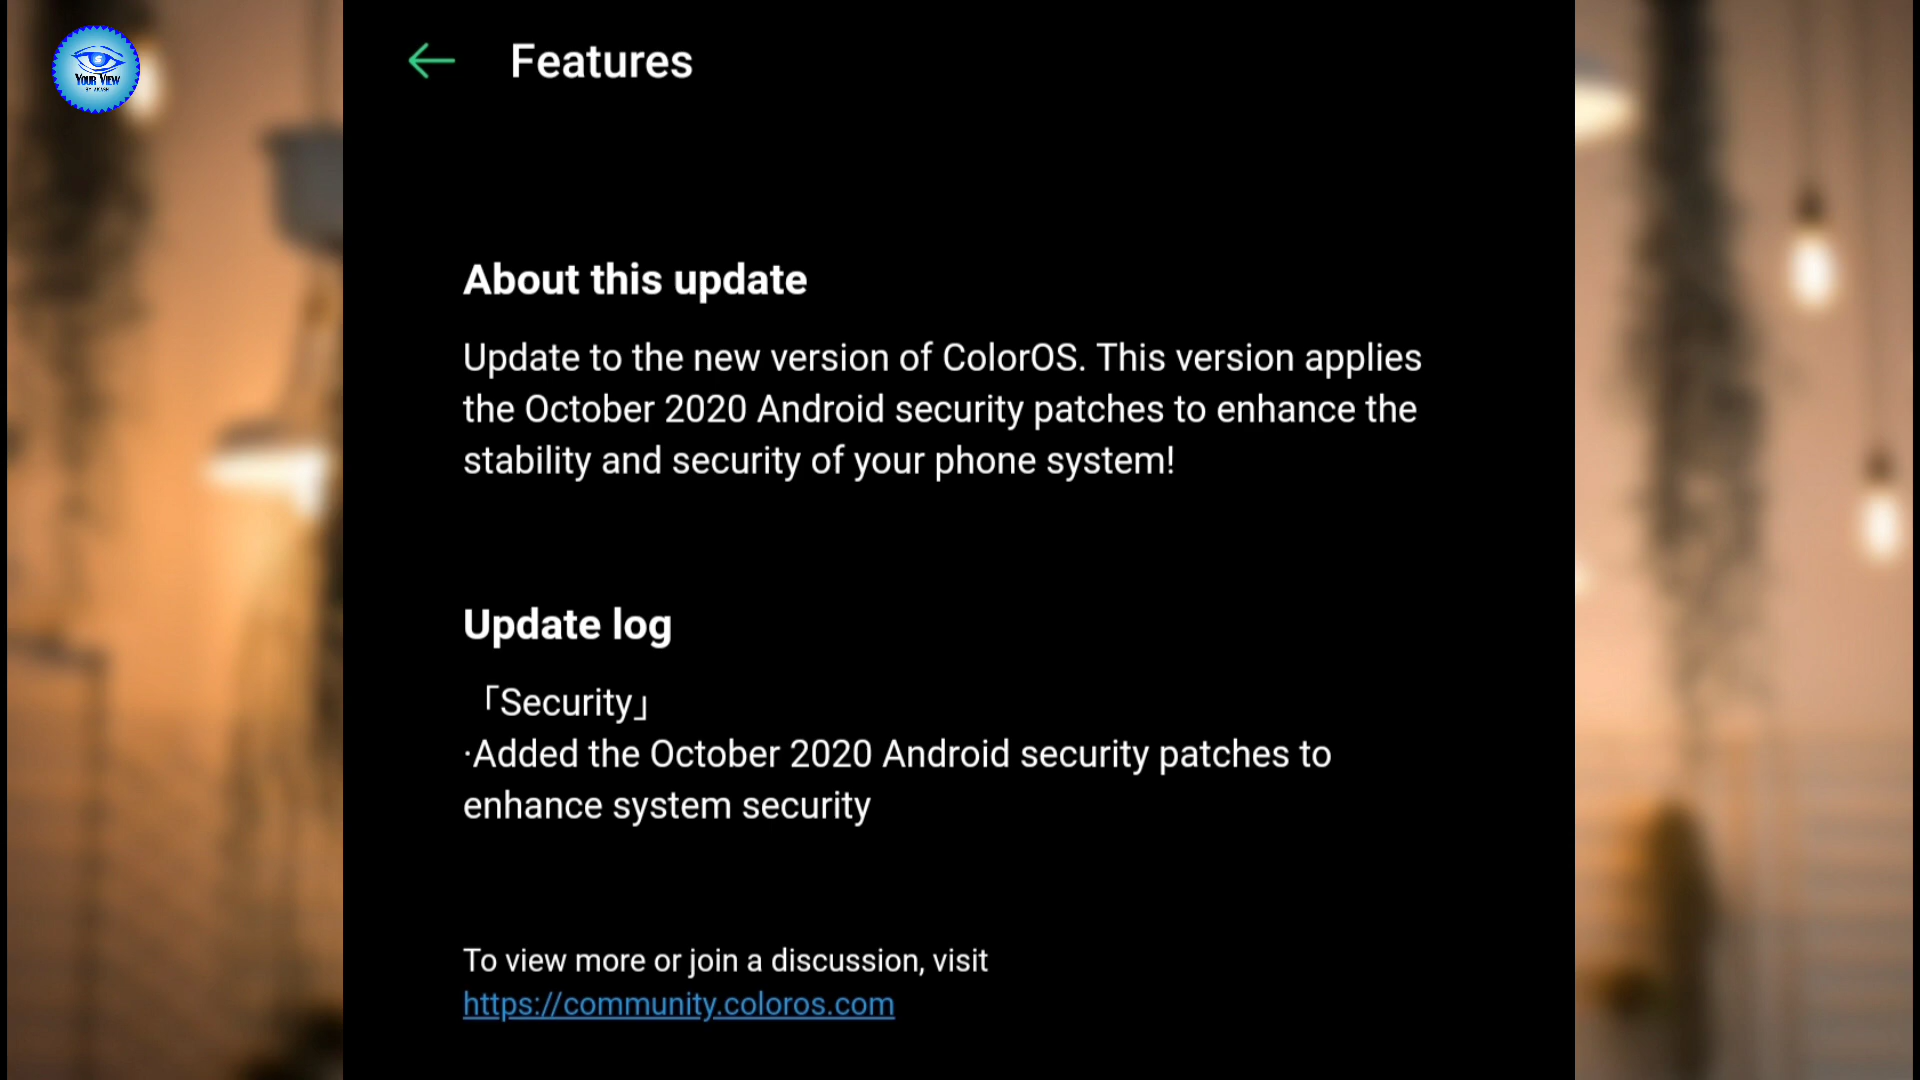 YOUR VIEW
Features
About this update
Update to the new version of ColorOS. This version applies
the October 2020 Android security patches to enhance the
stability and security of your phone system!
Update log
「Security」
·Added the October 2020 Android security patches to
enhance system security
To view more or join a discussion, visit
https://community.coloros.com